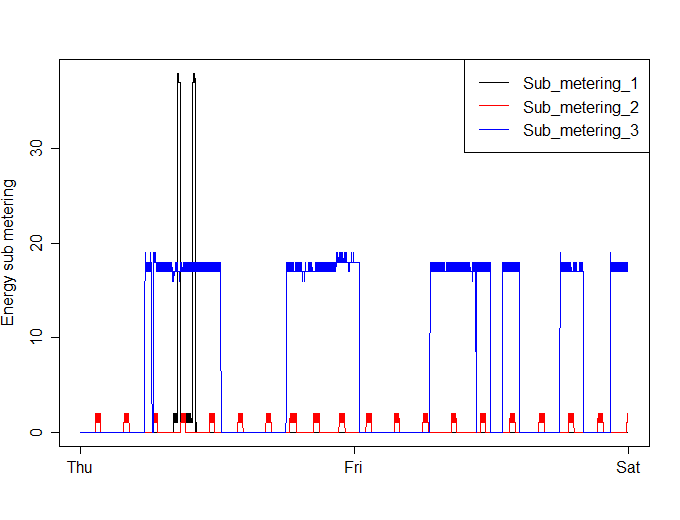 Sub_metering_1
Sub_metering_2
Sub_metering_3
Energy sub metering
30
20
10
0
Thu
Fri
Sat